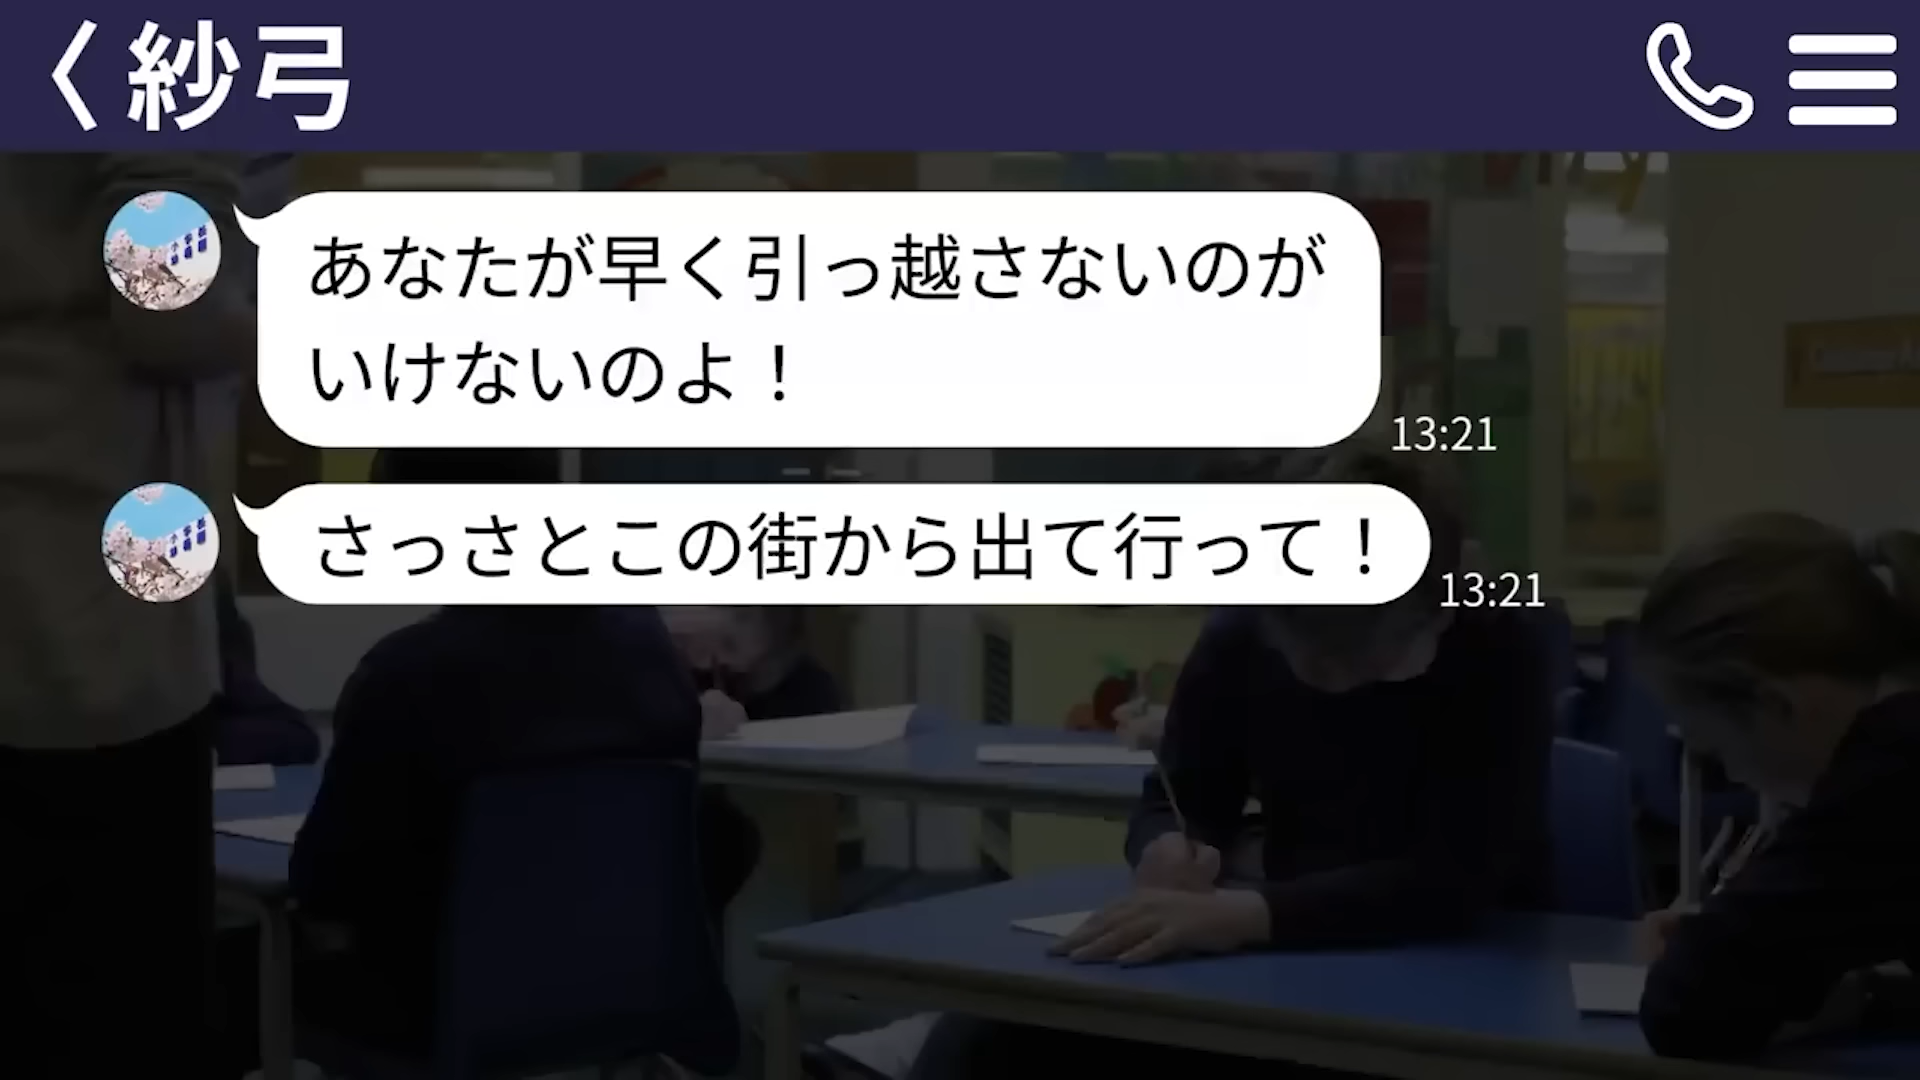 紗弓
あなたが早く引っ越さないのが
いけないのよ！
13:21
さっさとこの街から出て行って！
13:21